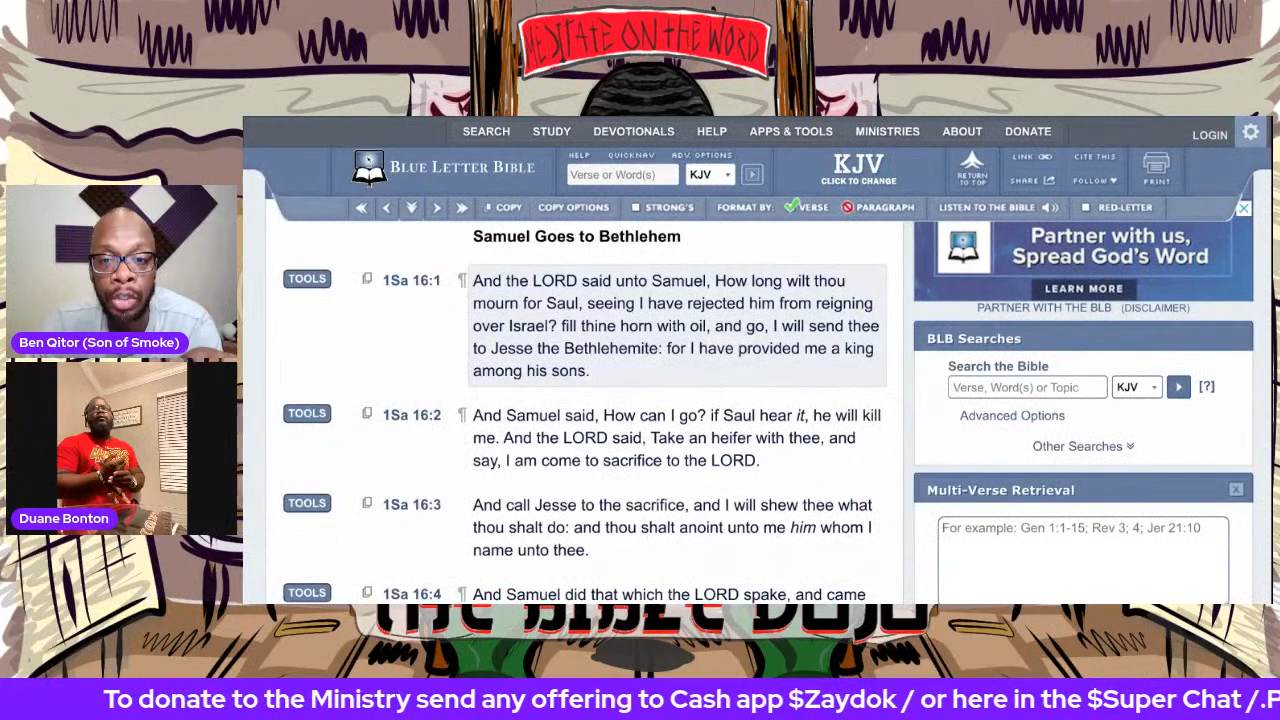 MEDITATE ON THE WORD
SEARCH STUDY DEVOTIONALS HELP APPS & TOOLS MINISTRIES ABOUT DONATE
LOGIN
BLUE LETTER BIBLE
HELP QUICKNAV ADV. OPTIONS
Verse or Word(s) KJV
KJV
CLICK TO CHANGE
RETURN TO TOP
LINK CITE THIS
SHARE FOLLOW
PRINT
COPY COPY OPTIONS STRONG'S FORMAT BY: VERSE PARAGRAPH LISTEN TO THE BIBLE RED-LETTER
Samuel Goes to Bethlehem
TOOLS 1Sa 16:1 ¶ And the LORD said unto Samuel, How long wilt thou
mourn for Saul, seeing I have rejected him from reigning
over Israel? fill thine horn with oil, and go, I will send thee
to Jesse the Bethlehemite: for I have provided me a king
among his sons.
TOOLS 1Sa 16:2 ¶ And Samuel said, How can I go? if Saul hear it, he will kill
me. And the LORD said, Take an heifer with thee, and
say, I am come to sacrifice to the LORD.
TOOLS 1Sa 16:3 ¶ And call Jesse to the sacrifice, and I will shew thee what
thou shalt do: and thou shalt anoint unto me him whom I
name unto thee.
TOOLS 1Sa 16:4 ¶ And Samuel did that which the LORD spake, and came
Partner with us,
Spread God's Word
LEARN MORE
PARTNER WITH THE BLB (DISCLAIMER)
BLB Searches
Search the Bible
Verse, Word(s) or Topic KJV [?]
Advanced Options
Other Searches
Multi-Verse Retrieval x
For example: Gen 1:1-15; Rev 3; 4; Jer 21:10
Ben Qitor (Son of Smoke)
Duane Bonton
THE BIBLE DOJO
To donate to the Ministry send any offering to Cash app $Zaydok / or here in the $Super Chat /.P